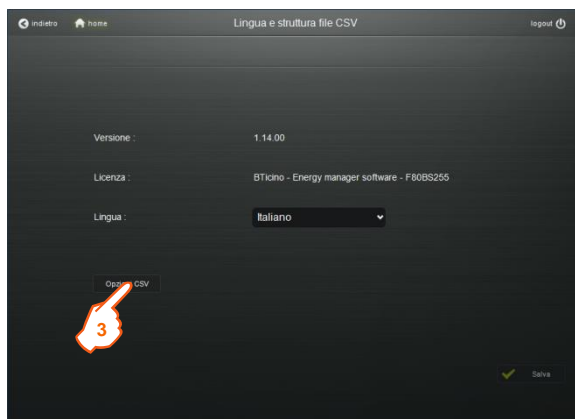 indietro home Lingua e struttura file CSV logout
Versione : 1.14.00
Licenza : BTicino - Energy manager software - F80BS255
Lingua : Italiano
Opzioni CSV
3
Salva